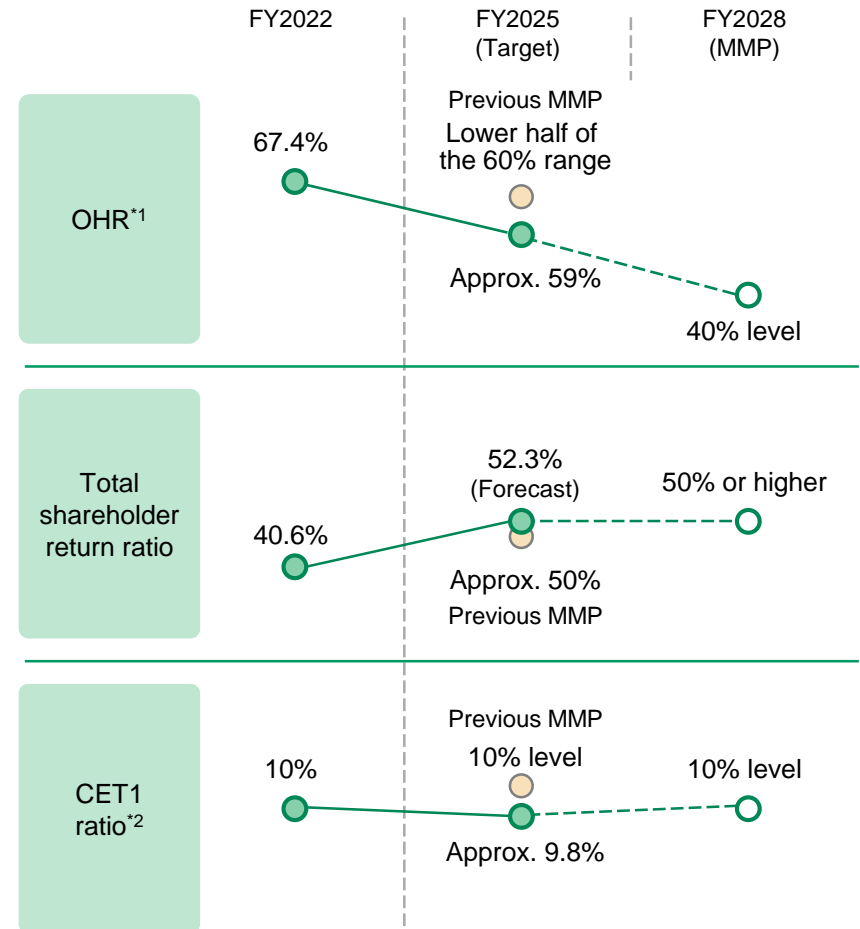 FY2022
FY2025
(Target)
FY2028
(MMP)
OHR*1
67.4%
Previous MMP
Lower half of
the 60% range
Approx. 59%
40% level
Total
shareholder
return ratio
40.6%
52.3%
(Forecast)
Approx. 50%
Previous MMP
50% or higher
CET1
ratio*2
10%
Previous MMP
10% level
Approx. 9.8%
10% level